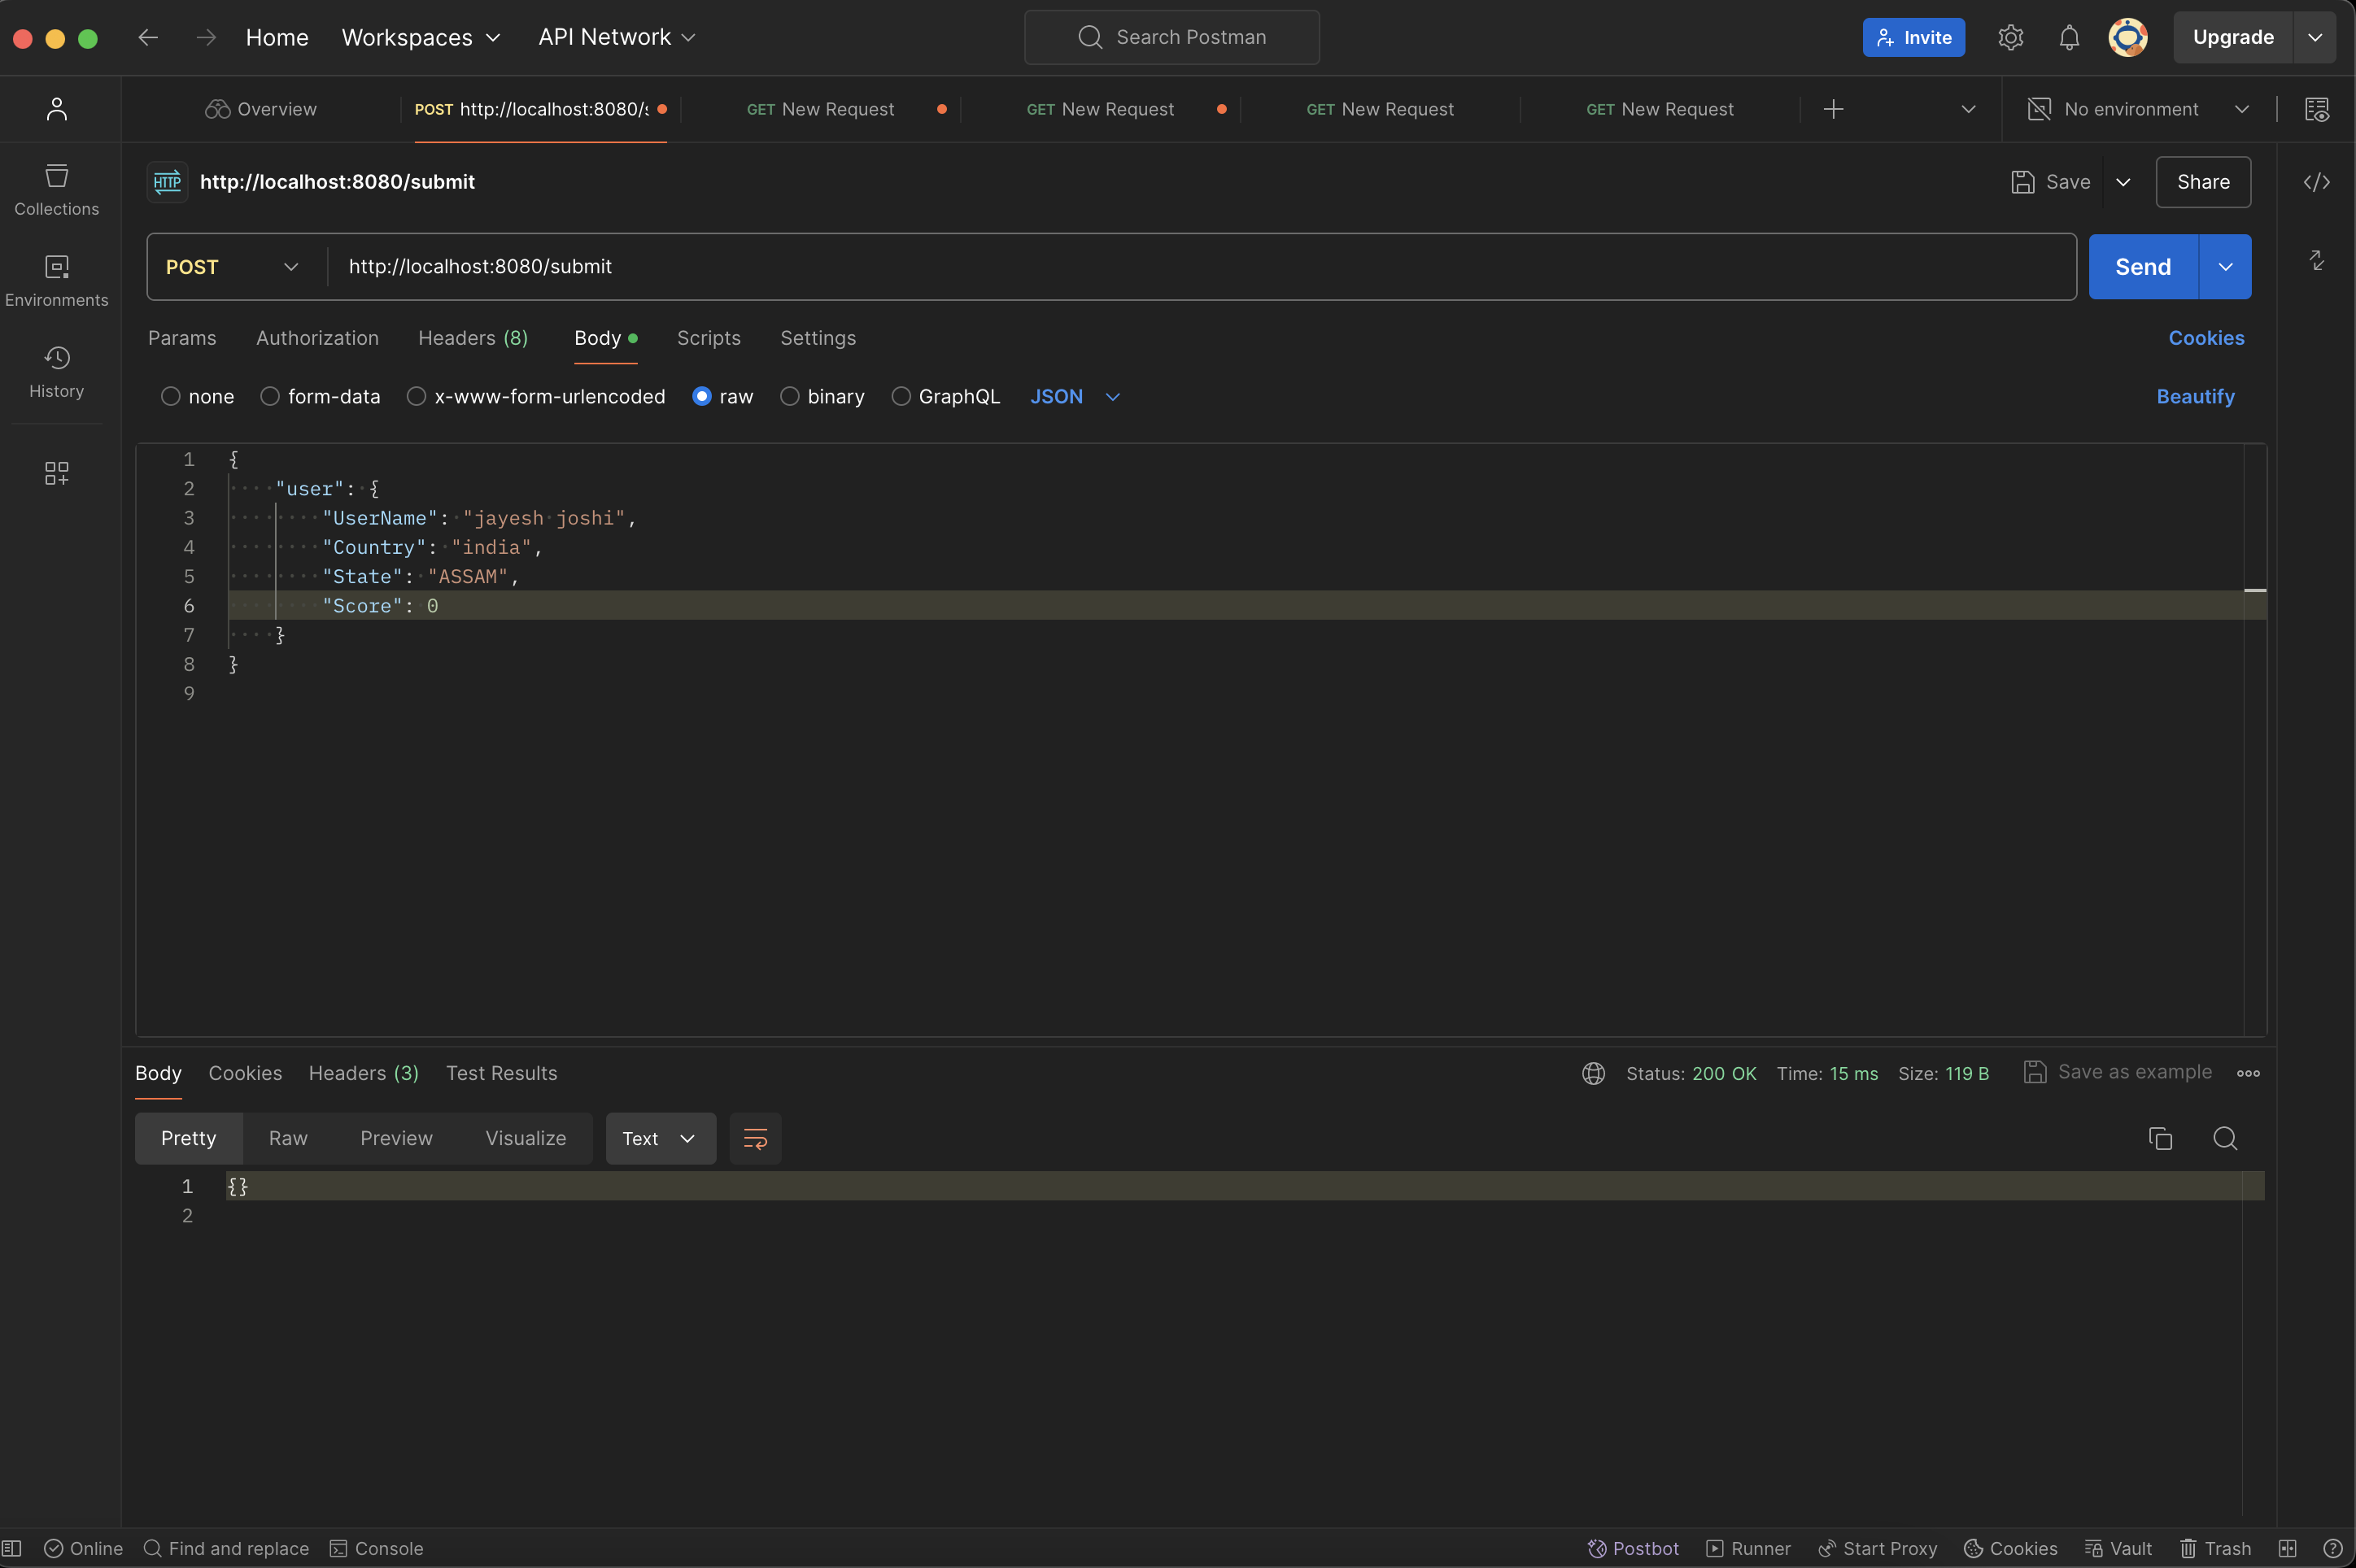 Home Workspaces API Network Search Postman Invite Upgrade
Overview POST http://localhost:8080/s GET New Request GET New Request GET New Request GET New Request No environment
HTTP http://localhost:8080/submit Save Share
Collections
POST http://localhost:8080/submit Send
Environments
Params Authorization Headers (8) Body Scripts Settings Cookies
History
none form-data x-www-form-urlencoded raw binary GraphQL JSON Beautify
1 {
2 "user": {
3 "UserName": "jayesh joshi",
4 "Country": "india",
5 "State": "ASSAM",
6 "Score": 0
7 }
8 }
9
Body Cookies Headers (3) Test Results Status: 200 OK Time: 15 ms Size: 119 B Save as example
Pretty Raw Preview Visualize Text
1 {}
2
Online Find and replace Console Postbot Runner Start Proxy Cookies Vault Trash